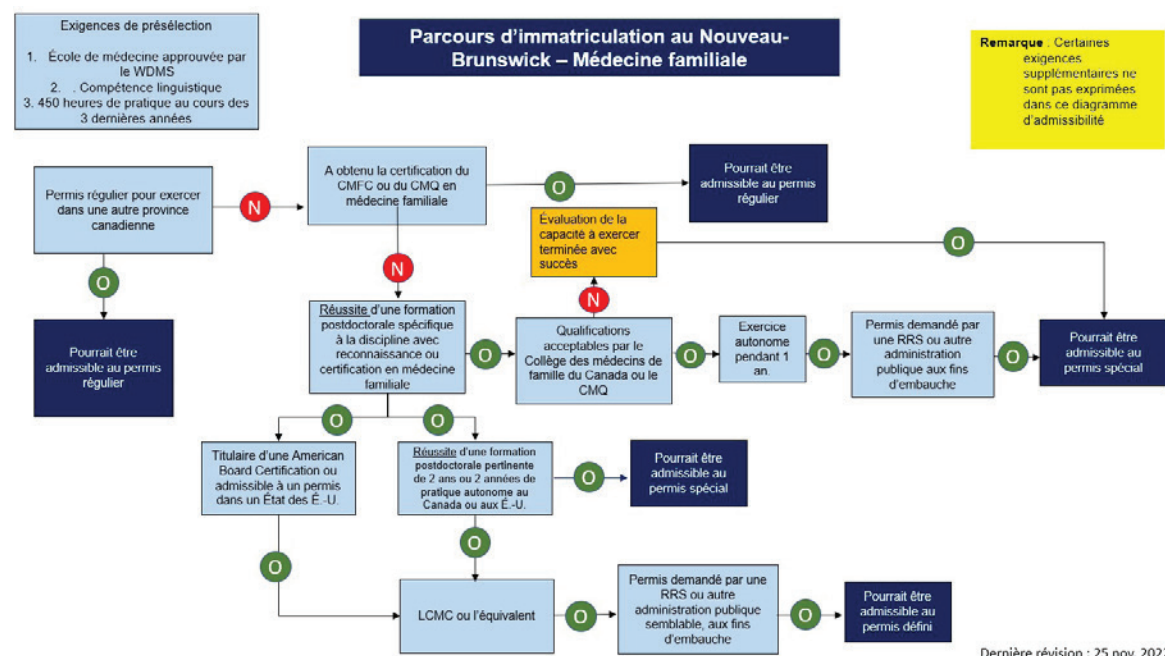 Exigences de présélection
1. École de médecine approuvée par
le WDMS
2. . Compétence linguistique
3. 450 heures de pratique au cours des
3 dernières années
Parcours d'immatriculation au Nouveau-
Brunswick – Médecine familiale
Remarque : Certaines
exigences
supplémentaires ne
sont pas exprimées
dans ce diagramme
d'admissibilité
Permis régulier pour exercer
dans une autre province
canadienne
N
A obtenu la certification du
CMFC ou du CMQ en
médecine familiale
O
Pourrait être
admissible au permis
régulier
O
Pourrait être
admissible au permis
régulier
N
Évaluation de la
capacité à exercer
terminée avec
succès
O
N
Réussite d'une formation
postdoctorale spécifique
à la discipline avec
reconnaissance ou
certification en médecine
familiale
O
Qualifications
acceptables par le
Collège des médecins de
famille du Canada ou le
CMQ
O
Exercice
autonome
pendant 1
an.
O
Permis demandé par
une RRS ou autre
administration
publique aux fins
d'embauche
O
Pourrait être
admissible au
permis spécial
O
O
Titulaire d'une American
Board Certification ou
admissible à un permis
dans un État des É.-U.
Réussite d'une formation
postdoctorale pertinente
de 2 ans ou 2 années de
pratique autonome au
Canada ou aux É.-U.
O
Pourrait être
admissible au
permis spécial
O
O
LCMC ou l'équivalent
O
Permis demandé par une
RRS ou autre
administration publique
semblable, aux fins
d'embauche
O
Pourrait être
admissible au
permis défini
Dernière révision : 25 nov. 2022